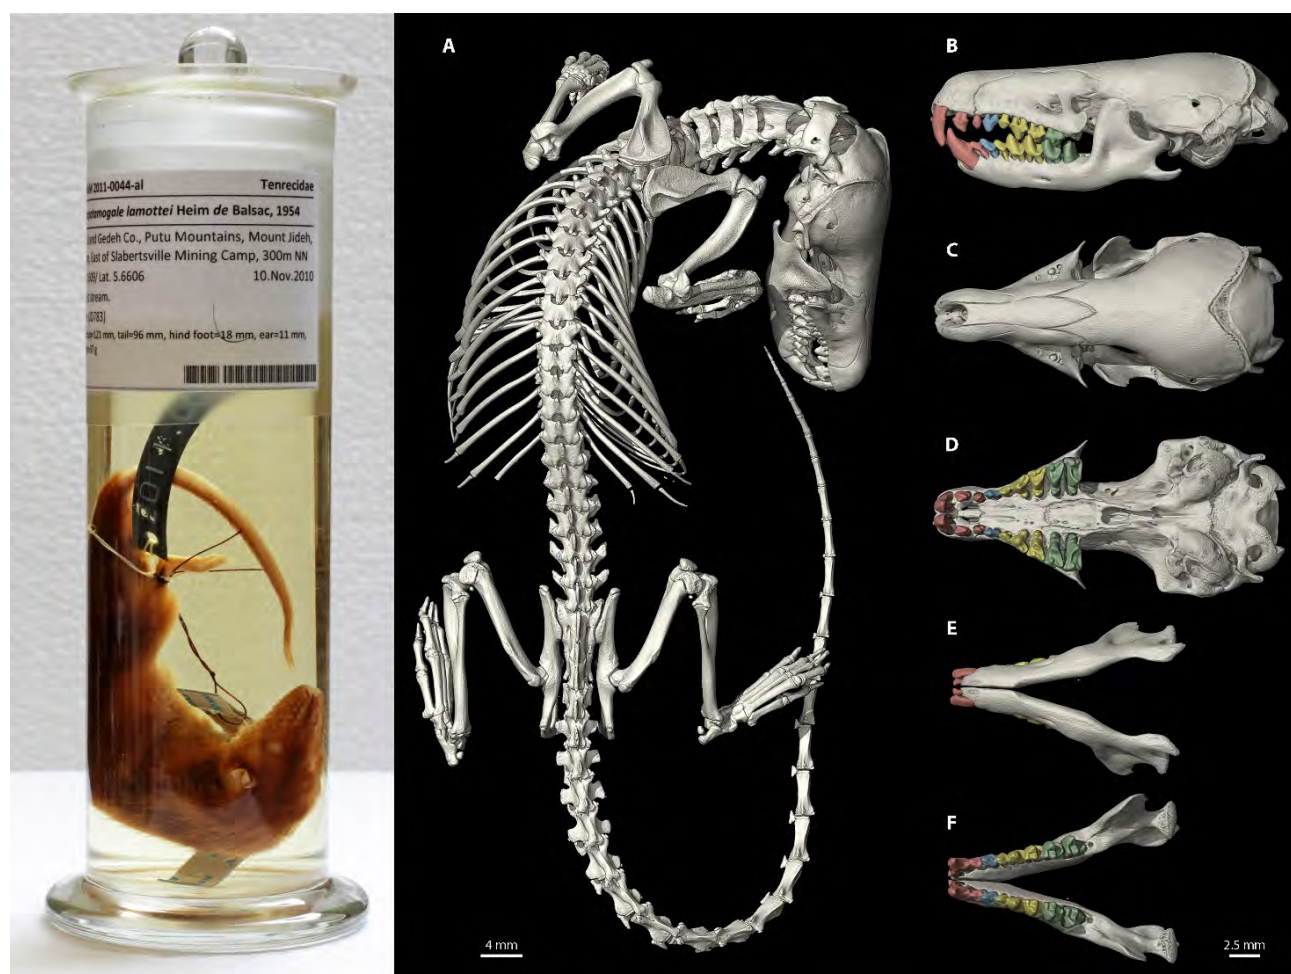 2011-0044-al Tenrecidae
lamottei Heim de Balsac, 1954
Gedeh Co., Putu Mountains, Mount Jideh,
East of Slabertsville Mining Camp, 300m NN
Lat. 5.6606 10.Nov.2010
stream.
tail=96 mm, hind foot=18 mm, ear=11 mm,
A
B
C
D
E
F
4 mm
2.5 mm